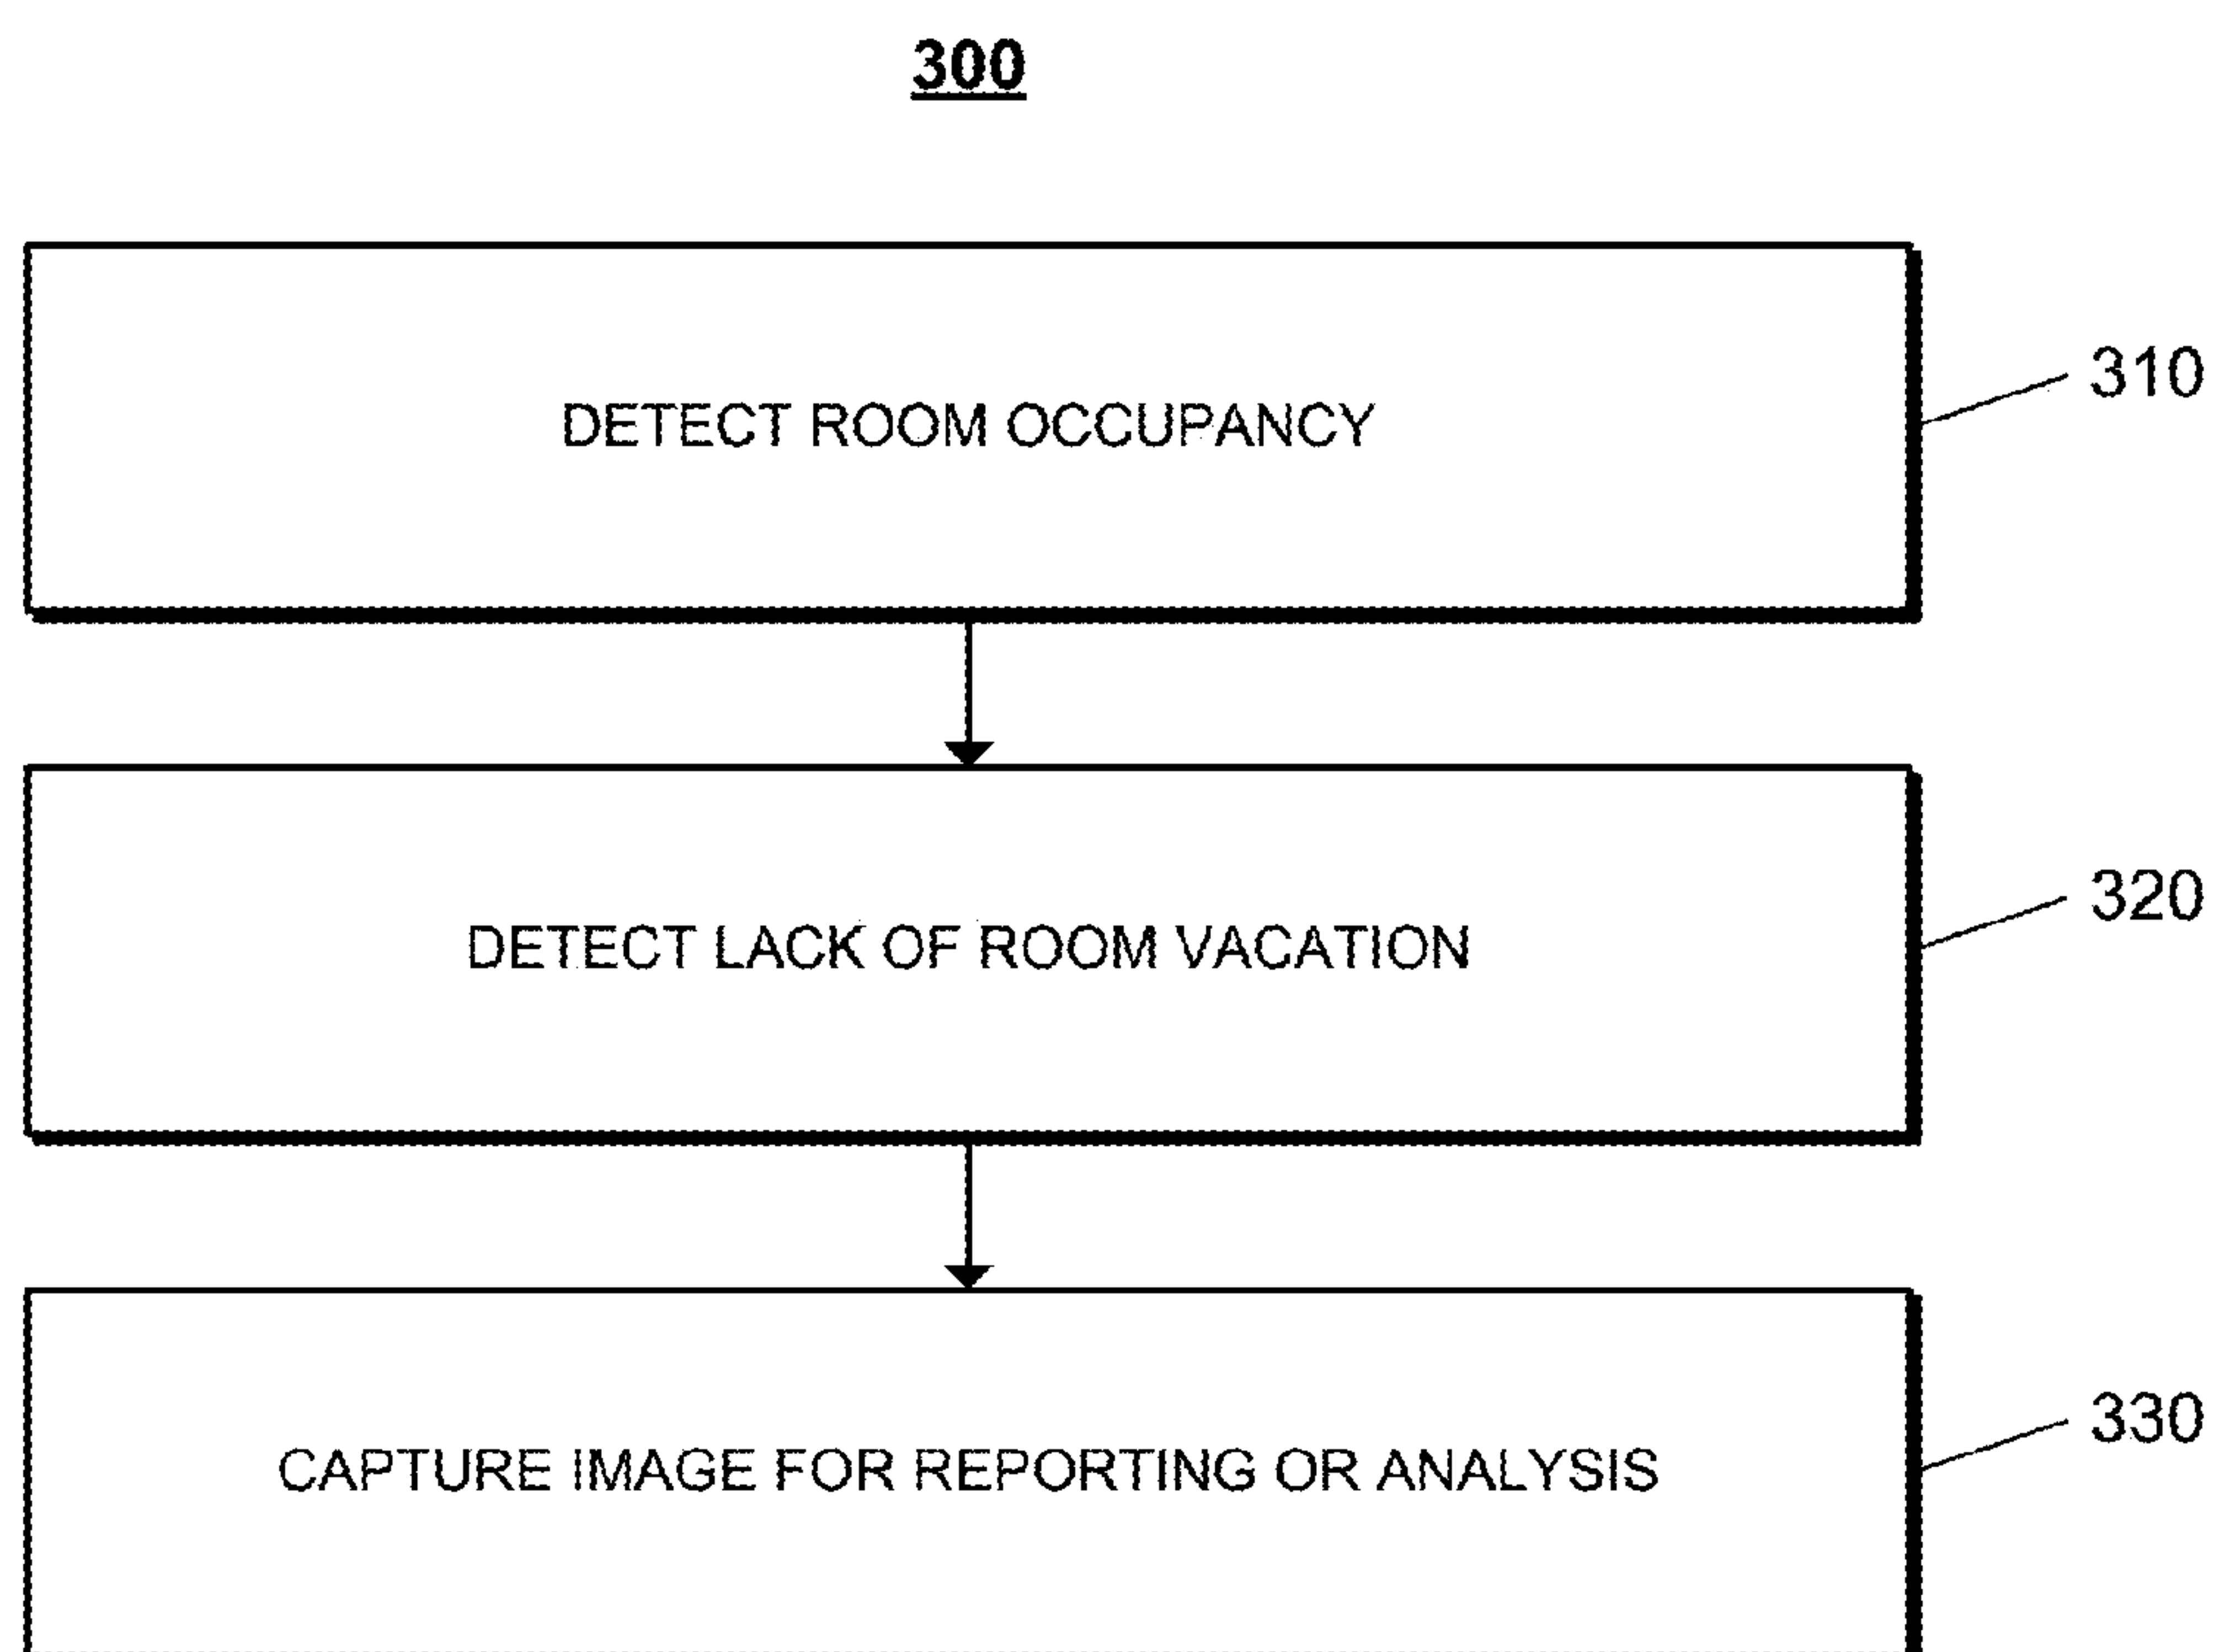 300
DETECT ROOM OCCUPANCY
310
DETECT LACK OF ROOM VACATION
320
CAPTURE IMAGE FOR REPORTING OR ANALYSIS
330